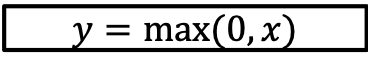 y = max(0, x)